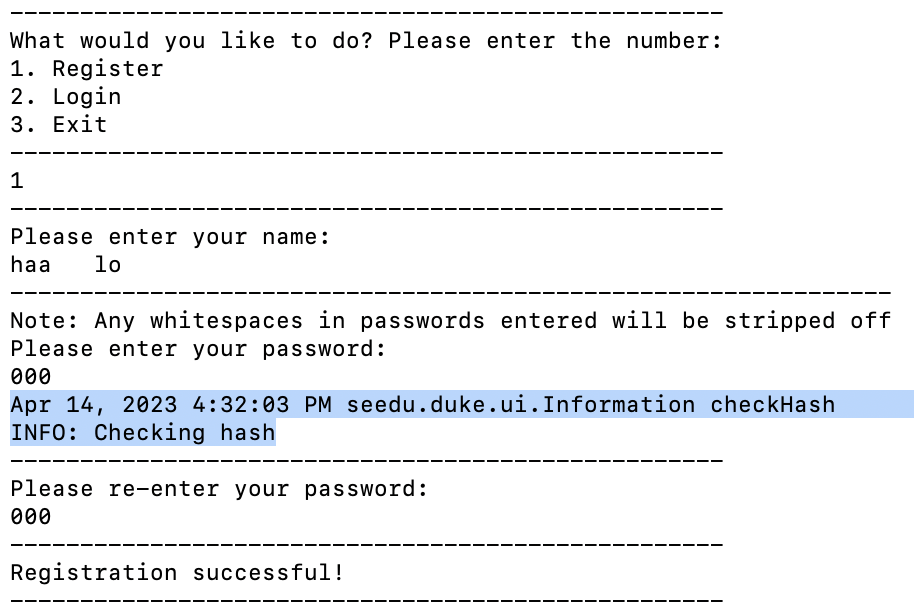 ---------------------------------------------------
What would you like to do? Please enter the number:
1. Register
2. Login
3. Exit
---------------------------------------------------
1
---------------------------------------------------
Please enter your name:
haa   lo
---------------------------------------------------------------
Note: Any whitespaces in passwords entered will be stripped off
Please enter your password:
000
Apr 14, 2023 4:32:03 PM seedu.duke.ui.Information checkHash
INFO: Checking hash
---------------------------------------------------
Please re-enter your password:
000
---------------------------------------------------
Registration successful!
---------------------------------------------------